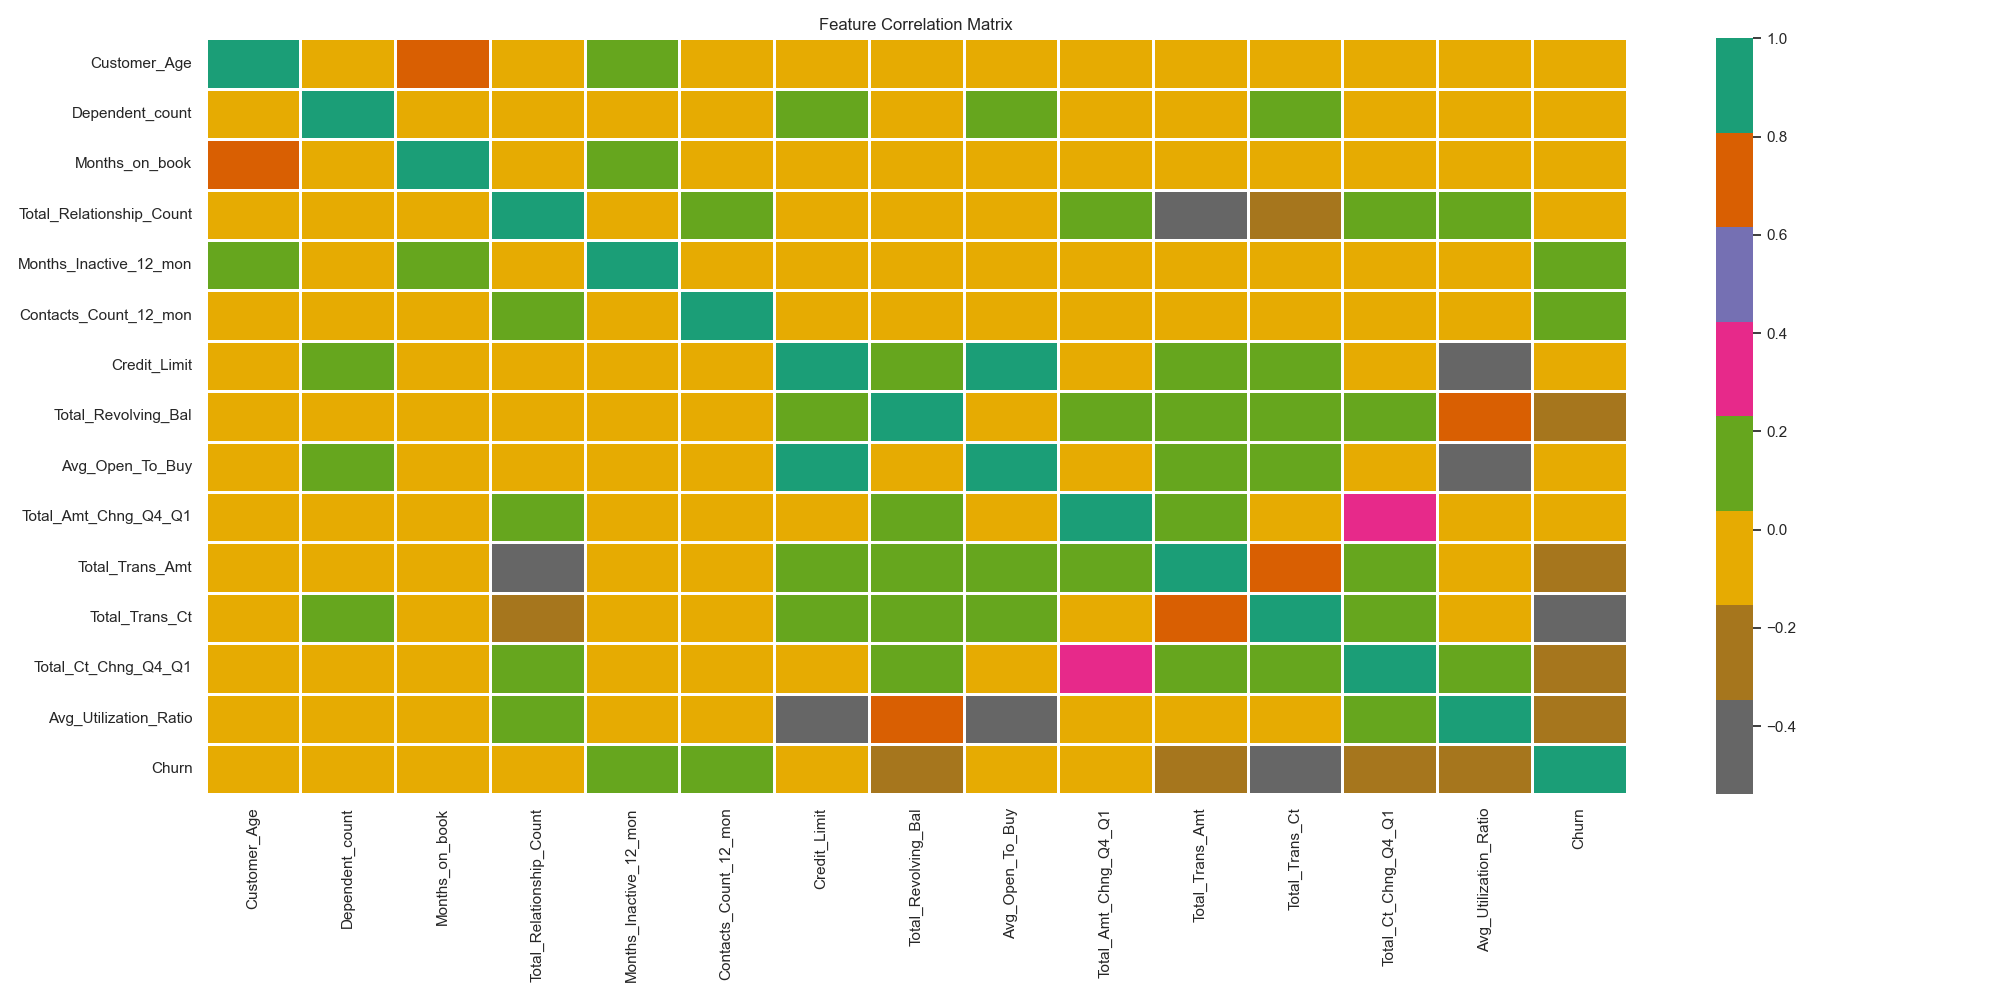 Feature Correlation Matrix
Customer_Age
Dependent_count
Months_on_book
Total_Relationship_Count
Months_Inactive_12_mon
Contacts_Count_12_mon
Credit_Limit
Total_Revolving_Bal
Avg_Open_To_Buy
Total_Amt_Chng_Q4_Q1
Total_Trans_Amt
Total_Trans_Ct
Total_Ct_Chng_Q4_Q1
Avg_Utilization_Ratio
Churn
Customer_Age
Dependent_count
Months_on_book
Total_Relationship_Count
Months_Inactive_12_mon
Contacts_Count_12_mon
Credit_Limit
Total_Revolving_Bal
Avg_Open_To_Buy
Total_Amt_Chng_Q4_Q1
Total_Trans_Amt
Total_Trans_Ct
Total_Ct_Chng_Q4_Q1
Avg_Utilization_Ratio
Churn
1.0
0.8
0.6
0.4
0.2
0.0
−0.2
−0.4